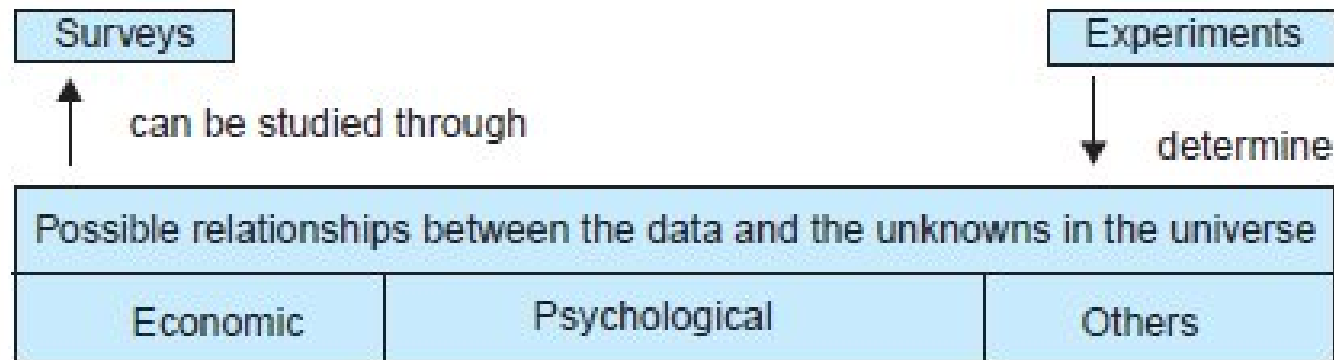 Surveys
Experiments
can be studied through
determine
Possible relationships between the data and the unknowns in the universe
Economic
Psychological
Others